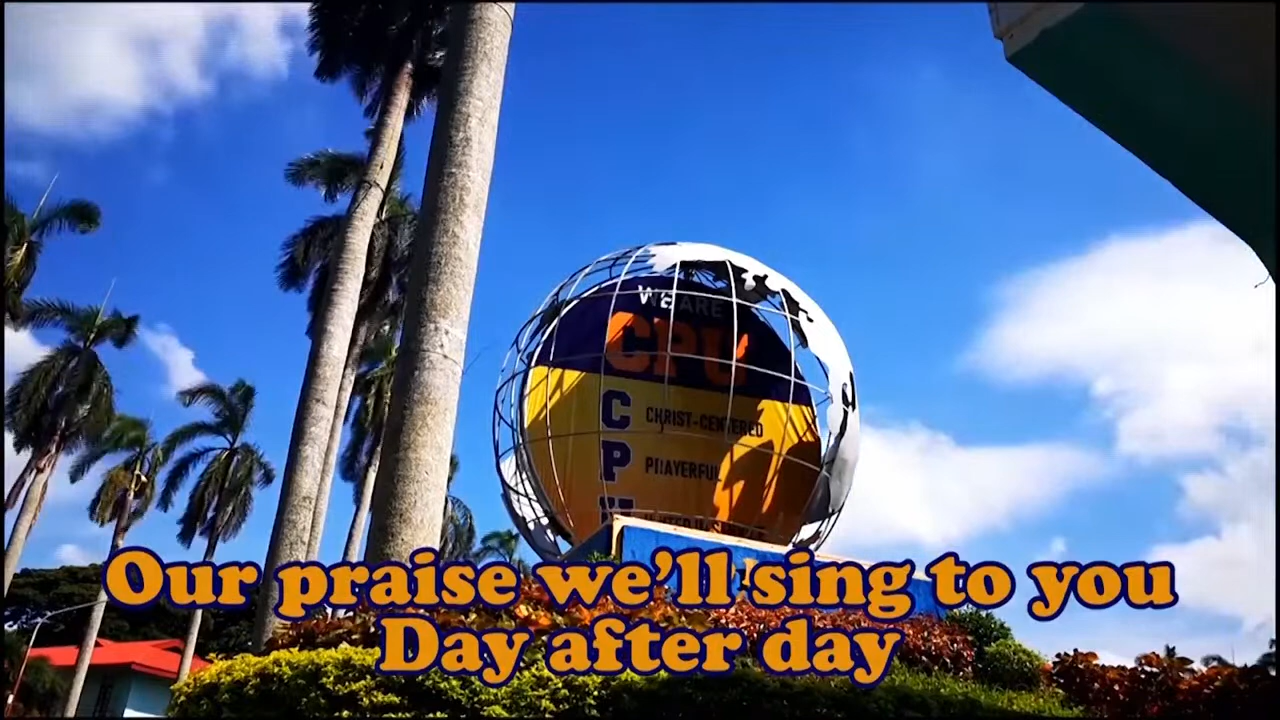 WE ARE
CPU
C CHRIST-CENTERED
P PRAYERFUL
U
Our praise we'll sing to you
Day after day